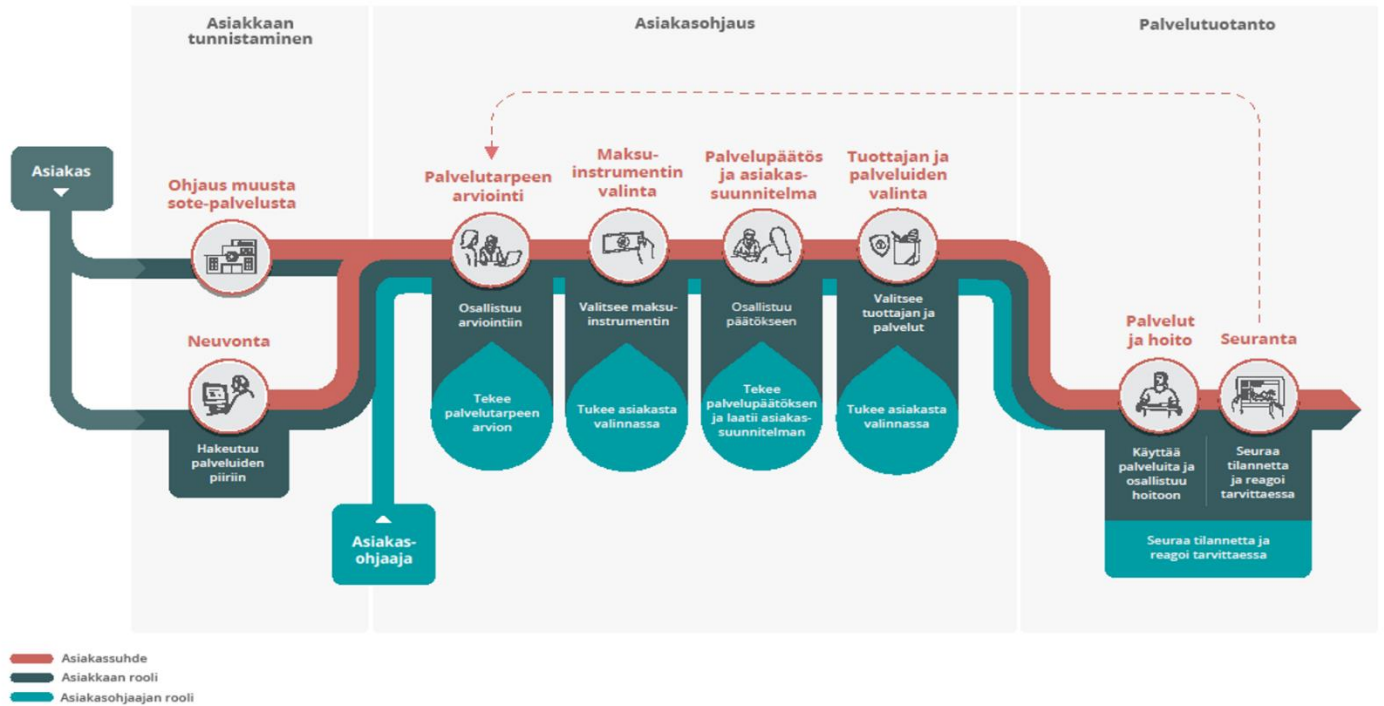 Asiakkaan
tunnistaminen
Asiakasohjaus
Palvelutuotanto
Asiakas
Ohjaus muusta
sote-palvelusta
Neuvonta
Hakeutuu
palveluiden
piiriin
Asiakas-
ohjaaja
Palvelutarpeen
arviointi
Osallistuu
arviointiin
Tekee
palvelutarpeen
arvion
Maksu-
instrumentin
valinta
Valitsee maksu-
instrumentin
Tukee asiakasta
valinnassa
Palvelupäätös
ja asiakas-
suunnitelma
Osallistuu
päätökseen
Tekee
palvelupäätöksen
ja laatii asiakas-
suunnitelman
Tuottajan ja
palveluiden
valinta
Valitsee
tuottajan ja
palvelut
Tukee asiakasta
valinnassa
Palvelut
ja hoito
Käyttää
palveluita ja
osallistuu
hoitoon
Seuranta
Seuraa
tilannetta
ja reagoi
tarvittaessa
Seuraa tilannetta ja
reagoi tarvittaessa
Asiakassuhde
Asiakkaan rooli
Asiakasohjaajan rooli